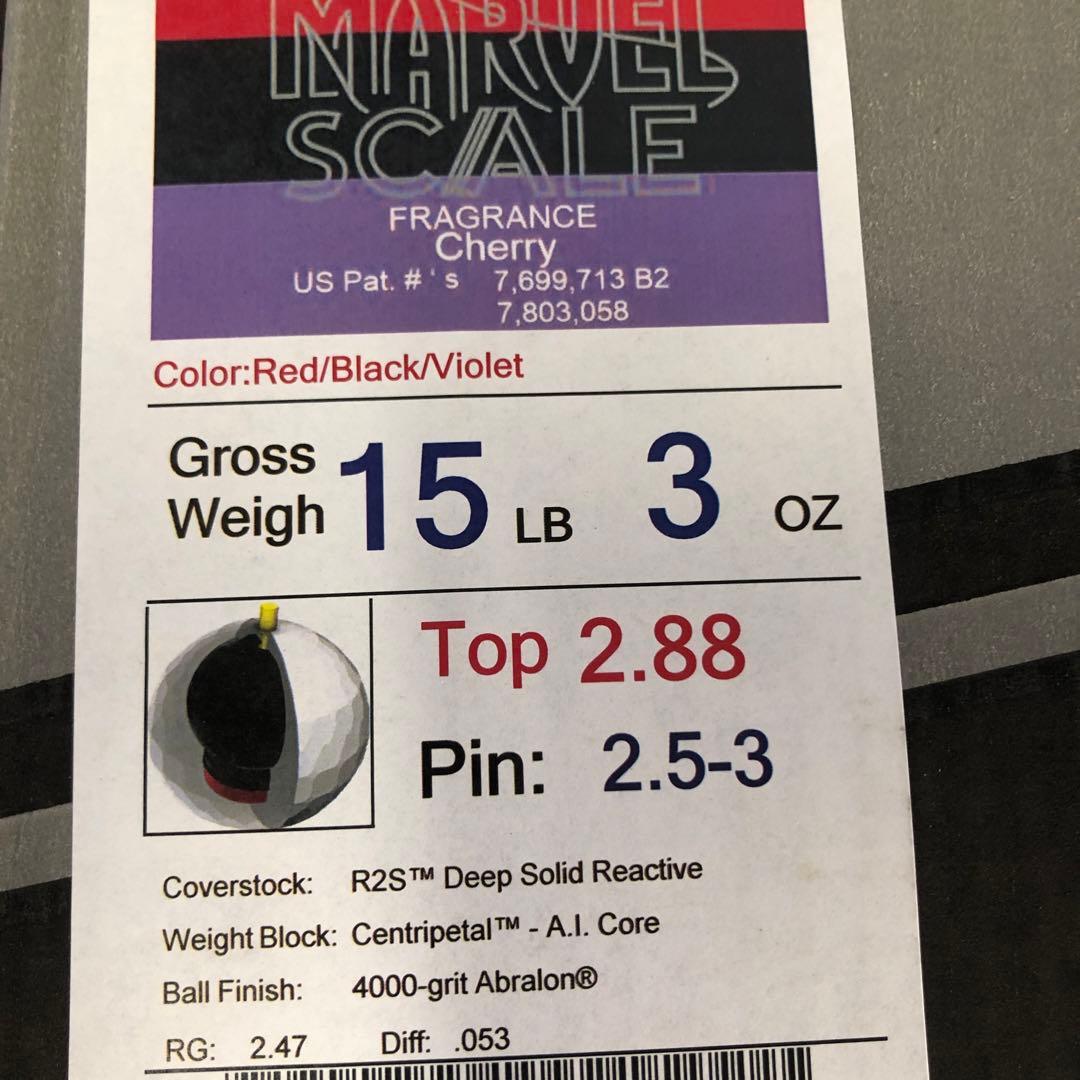 MARVEL
SCALE
FRAGRANCE
Cherry
US Pat. # ' s 7,699,713 B2
7,803,058
Color:Red/Black/Violet
Gross
Weigh 15 LB 3 OZ
Top 2.88
Pin: 2.5-3
Coverstock: R2S™ Deep Solid Reactive
Weight Block: Centripetal™ - A.I. Core
Ball Finish: 4000-grit Abralon®
RG: 2.47 Diff: .053